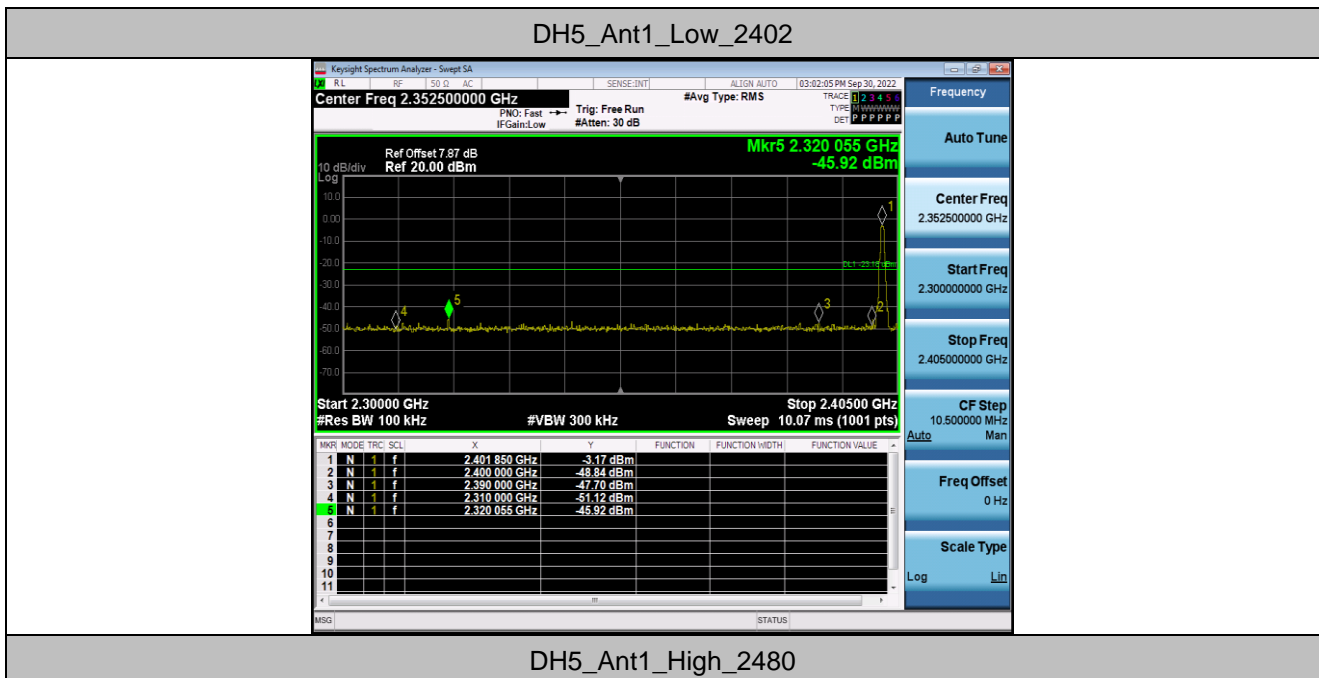 DH5_Ant1_Low_2402
Keysight Spectrum Analyzer - Swept SA
RL RF 50 Ω AC SENSE:INT ALIGN AUTO 03:02:05 PM Sep 30, 2022
Center Freq 2.352500000 GHz
PNO: Fast
IFGain:Low
Trig: Free Run
#Atten: 30 dB
#Avg Type: RMS
TRACE 1 2 3 4 5 6
TYPE M W W W W W
DET P P P P P P
Frequency
Auto Tune
Center Freq
2.352500000 GHz
Start Freq
2.300000000 GHz
Stop Freq
2.405000000 GHz
CF Step
10.500000 MHz
Auto Man
Freq Offset
0 Hz
Scale Type
Log Lin
Ref Offset 7.87 dB
10 dB/div Ref 20.00 dBm
Log
Mkr5 2.320 055 GHz
-45.92 dBm
10.0
0.00
-10.0
-20.0
-30.0
-40.0
-50.0
-60.0
-70.0
1
DL1 -23.16 dBm
4
5
3
2
Start 2.30000 GHz Stop 2.40500 GHz
#Res BW 100 kHz #VBW 300 kHz Sweep 10.07 ms (1001 pts)
MKR MODE TRC SCL X Y FUNCTION FUNCTION WIDTH FUNCTION VALUE
1 N 1 f 2.401 850 GHz -3.17 dBm
2 N 1 f 2.400 000 GHz -48.84 dBm
3 N 1 f 2.390 000 GHz -47.70 dBm
4 N 1 f 2.310 000 GHz -51.12 dBm
5 N 1 f 2.320 055 GHz -45.92 dBm
6
7
8
9
10
11
MSG STATUS
DH5_Ant1_High_2480